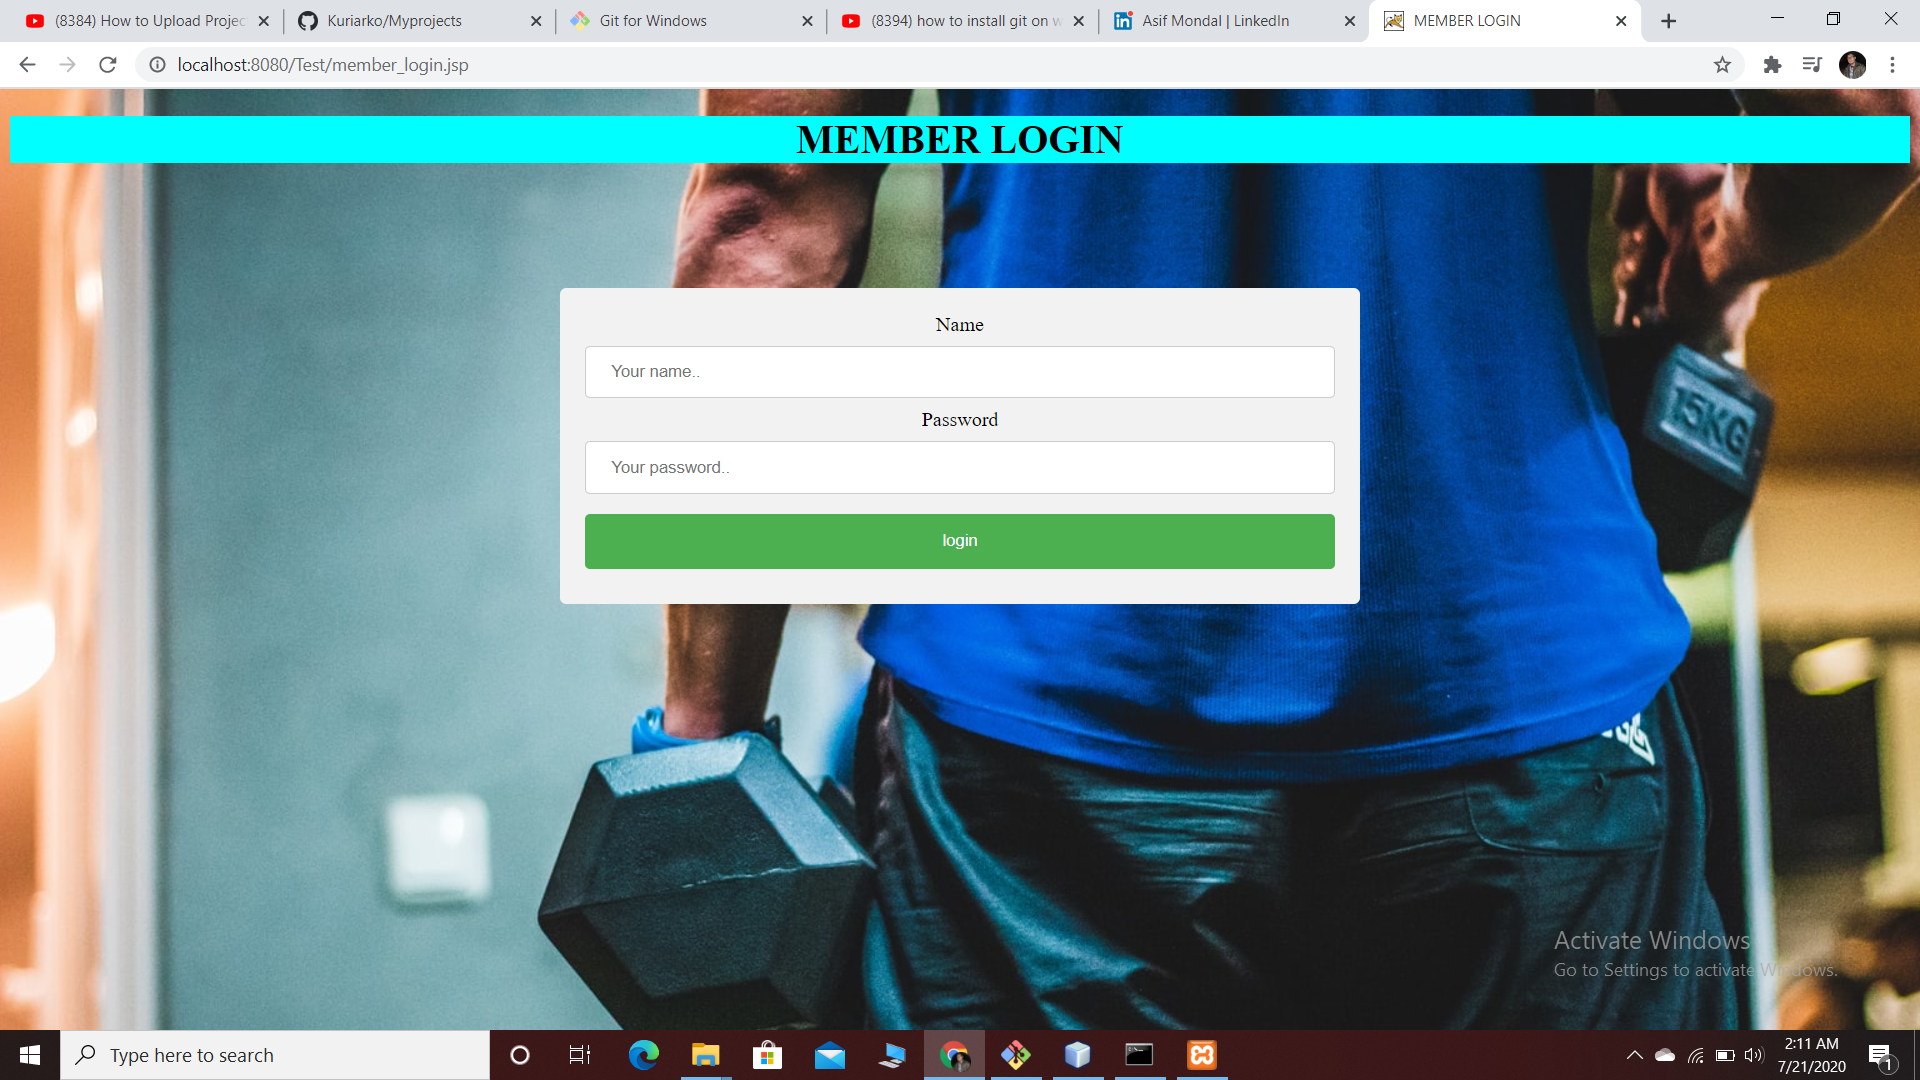 (8384) How to Upload Projec
Kuriarko/Myprojects
Git for Windows
(8394) how to install git on w
Asif Mondal | LinkedIn
MEMBER LOGIN
localhost:8080/Test/member_login.jsp
MEMBER LOGIN
Name
Your name..
15KG
Password
Your password..
login
Activate Windows
Go to Settings to activate Windows.
Type here to search
2:11 AM
7/21/2020
1